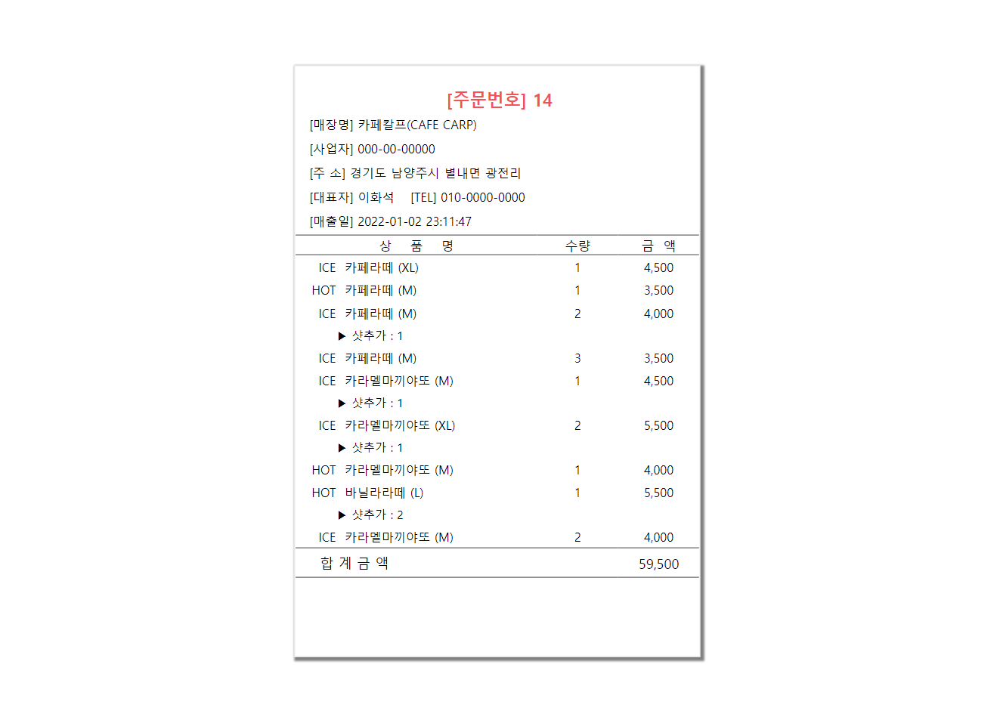 [주문번호] 14
[매장명] 카페칼프(CAFE CARP)
[사업자] 000-00-00000
[주 소] 경기도 남양주시 별내면 광전리
[대표자] 이화석 [TEL] 010-0000-0000
[매출일] 2022-01-02 23:11:47
상 품 명 수량 금 액
ICE 카페라떼 (XL) 1 4,500
HOT 카페라떼 (M) 1 3,500
ICE 카페라떼 (M) 2 4,000
▶ 샷추가 : 1
ICE 카페라떼 (M) 3 3,500
ICE 카라멜마끼야또 (M) 1 4,500
▶ 샷추가 : 1
ICE 카라멜마끼야또 (XL) 2 5,500
▶ 샷추가 : 1
HOT 카라멜마끼야또 (M) 1 4,000
HOT 바닐라라떼 (L) 1 5,500
▶ 샷추가 : 2
ICE 카라멜마끼야또 (M) 2 4,000
합 계 금 액 59,500